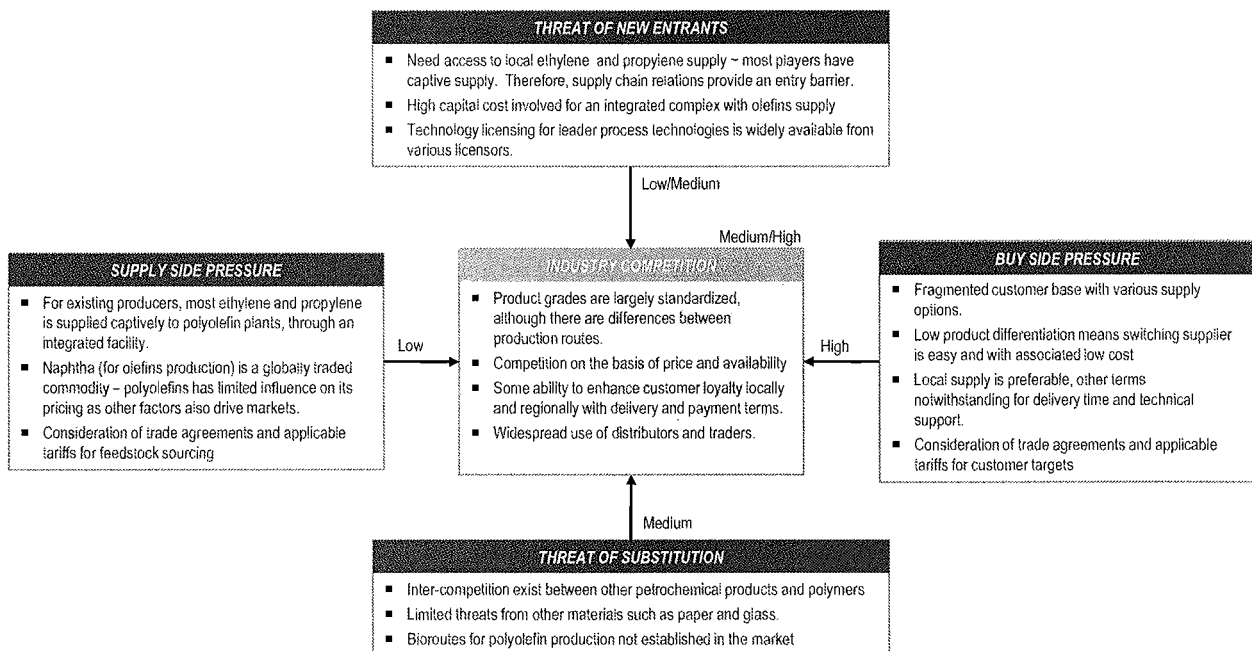 THREAT OF NEW ENTRANTS
▪ Need access to local ethylene and propylene supply ~ most players have
captive supply. Therefore, supply chain relations provide an entry barrier.
▪ High capital cost involved for an integrated complex with olefins supply
▪ Technology licensing for leader process technologies is widely available from
various licensors.
Low/Medium
Medium/High
SUPPLY SIDE PRESSURE
▪ For existing producers, most ethylene and propylene
is supplied captively to polyolefin plants, through an
integrated facility.
▪ Naphtha (for olefins production) is a globally traded
commodity – polyolefins has limited influence on its
pricing as other factors also drive markets.
▪ Consideration of trade agreements and applicable
tariffs for feedstock sourcing
Low
INDUSTRY COMPETITION
▪ Product grades are largely standardized,
although there are differences between
production routes.
▪ Competition on the basis of price and availability
▪ Some ability to enhance customer loyalty locally
and regionally with delivery and payment terms.
▪ Widespread use of distributors and traders.
High
BUY SIDE PRESSURE
▪ Fragmented customer base with various supply
options.
▪ Low product differentiation means switching supplier
is easy and with associated low cost
▪ Local supply is preferable, other terms
notwithstanding for delivery time and technical
support.
▪ Consideration of trade agreements and applicable
tariffs for customer targets
Medium
THREAT OF SUBSTITUTION
▪ Inter-competition exist between other petrochemical products and polymers
▪ Limited threats from other materials such as paper and glass.
▪ Bioroutes for polyolefin production not established in the market